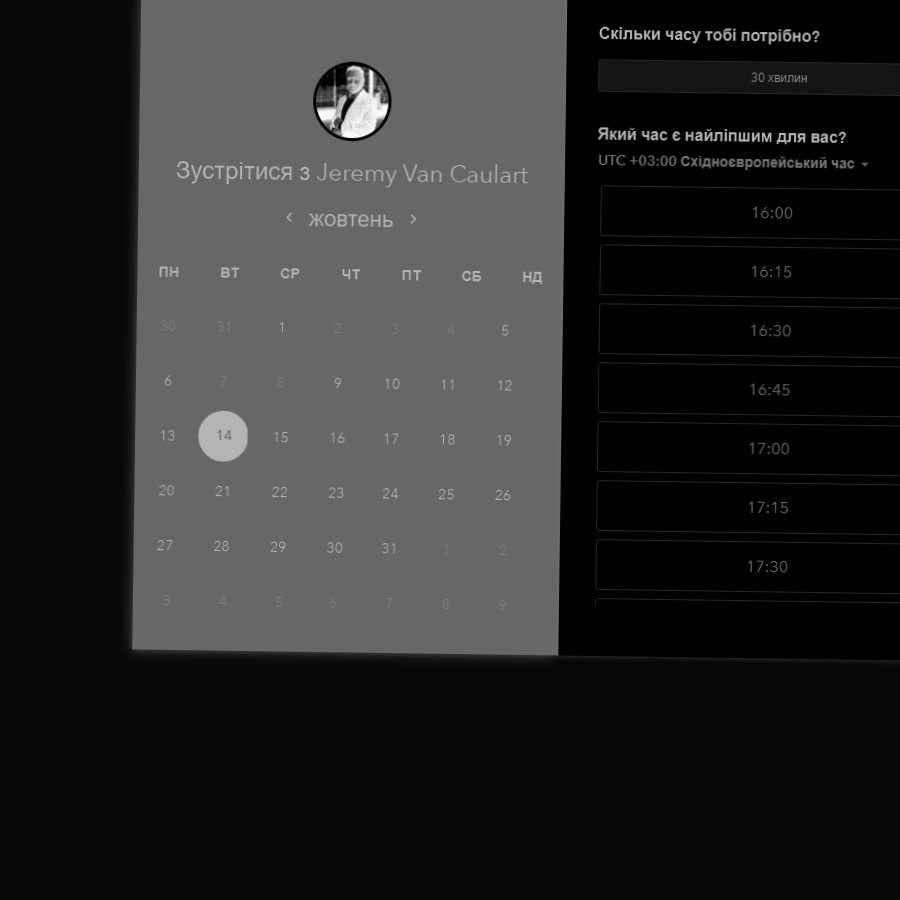 Зустрітися з Jeremy Van Caulart
жовтень
ПН ВТ СР ЧТ ПТ СБ НД
30 31 1 2 3 4 5
6 7 8 9 10 11 12
13 14 15 16 17 18 19
20 21 22 23 24 25 26
27 28 29 30 31 1 2
3 4 5 6 7 8 9
Скільки часу тобі потрібно?
30 хвилин
Який час є найліпшим для вас?
UTC +03:00 Східноєвропейський час
16:00
16:15
16:30
16:45
17:00
17:15
17:30